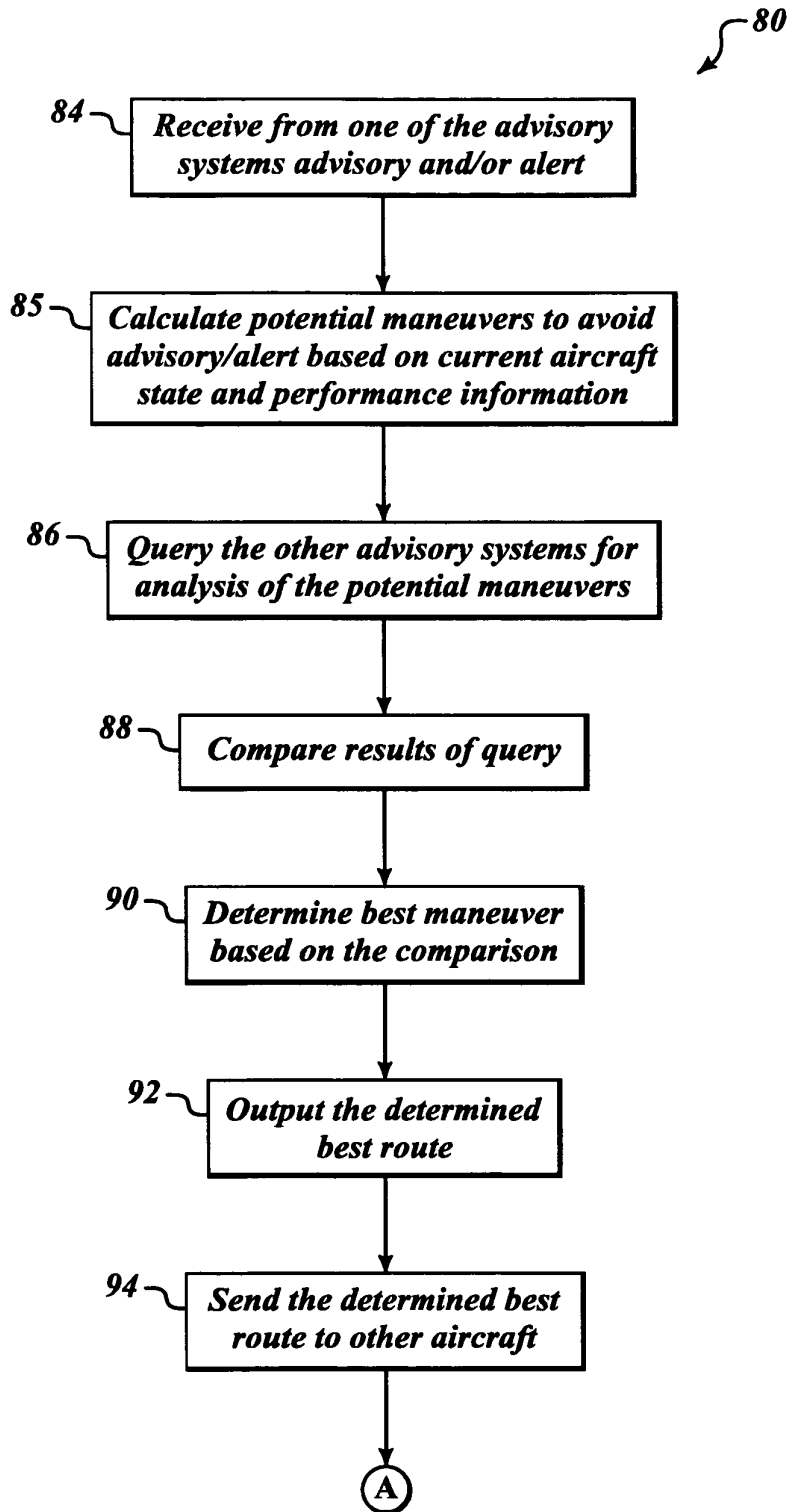 80
84
Receive from one of the advisory
systems advisory and/or alert
85
Calculate potential maneuvers to avoid
advisory/alert based on current aircraft
state and performance information
86
Query the other advisory systems for
analysis of the potential maneuvers
88
Compare results of query
90
Determine best maneuver
based on the comparison
92
Output the determined
best route
94
Send the determined best
route to other aircraft
A